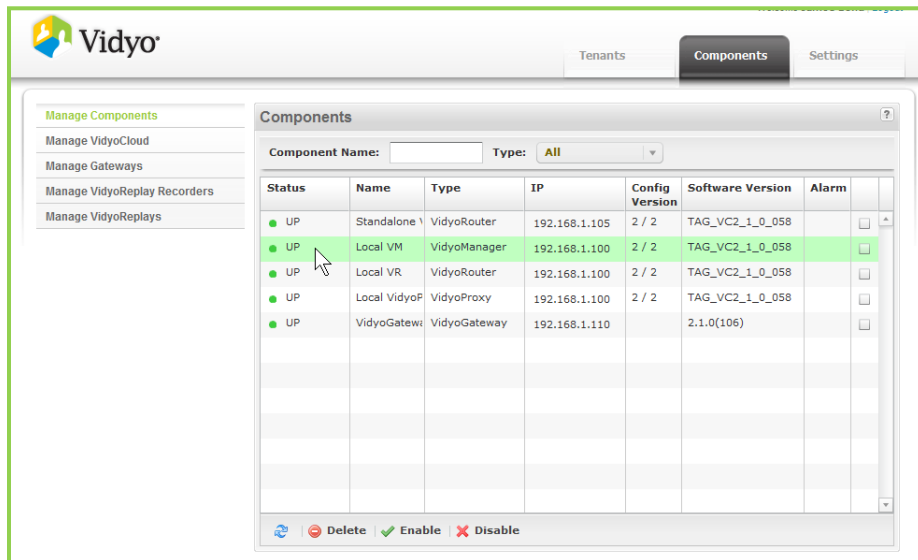 Vidyo
Tenants
Components
Settings
Manage Components
Manage VidyoCloud
Manage Gateways
Manage VidyoReplay Recorders
Manage VidyoReplays
Components ?
Component Name: Type: All
Status Name Type IP Config Version Software Version Alarm
UP Standalone VidyoRouter 192.168.1.105 2 / 2 TAG_VC2_1_0_058
UP Local VM VidyoManager 192.168.1.100 2 / 2 TAG_VC2_1_0_058
UP Local VR VidyoRouter 192.168.1.100 2 / 2 TAG_VC2_1_0_058
UP Local VidyoP VidyoProxy 192.168.1.100 2 / 2 TAG_VC2_1_0_058
UP VidyoGatewa VidyoGateway 192.168.1.110 2.1.0(106)
Delete Enable Disable